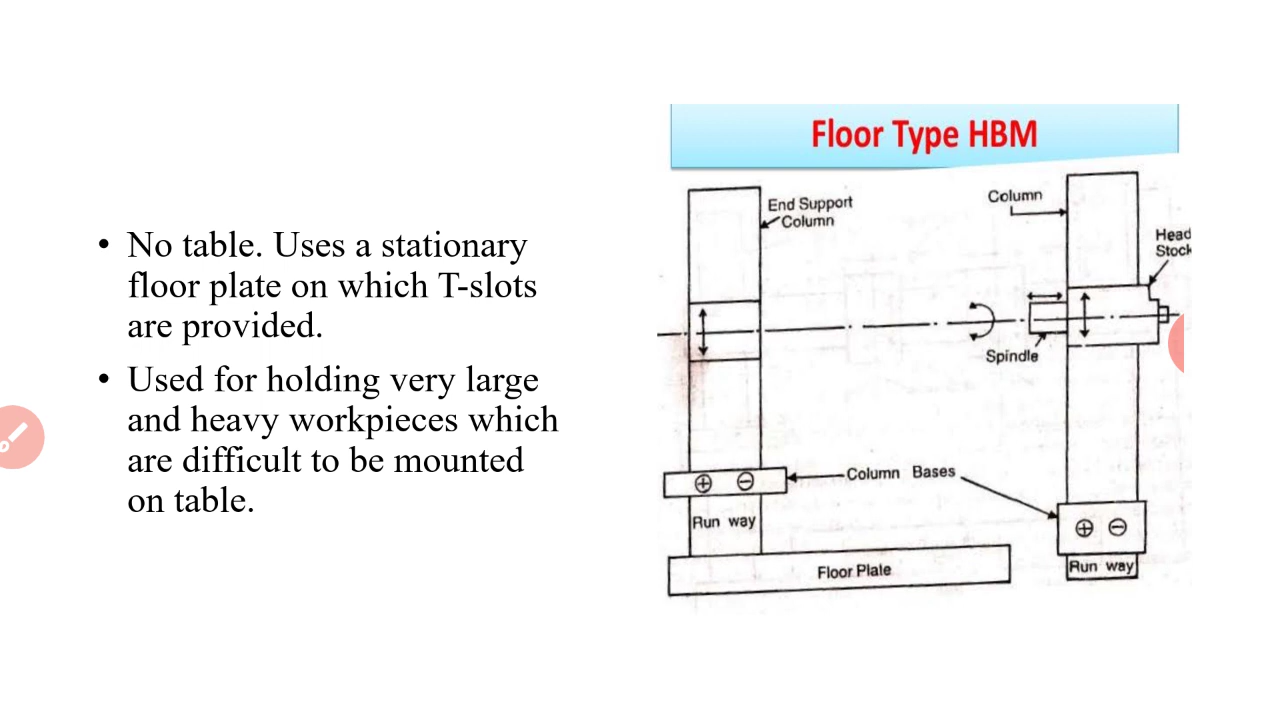 Floor Type HBM
• No table. Uses a stationary
floor plate on which T-slots
are provided.
• Used for holding very large
and heavy workpieces which
are difficult to be mounted
on table.
End Support
Column
Column
Head
Stock
Spindle
Column Bases
Run way
Run way
Floor Plate